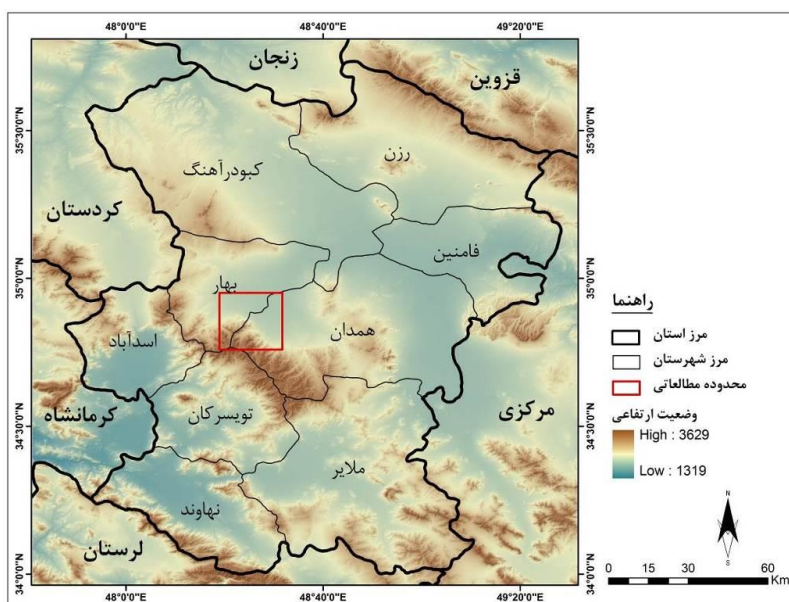 48°0'0"E 48°40'0"E 49°20'0"E
35°30'0"N
35°0'0"N
34°30'0"N
34°0'0"N
زنجان
قزوین
رزن
کبودرآهنگ
کردستان
فامنین
بهار
همدان
اسدآباد
کرمانشاه
تویسرکان
مرکزی
ملایر
نهاوند
لرستان
35°30'0"N
35°0'0"N
34°30'0"N
34°0'0"N
48°0'0"E 48°40'0"E 49°20'0"E
راهنما
مرز استان
مرز شهرستان
محدوده مطالعاتی
وضعیت ارتفاعی
High : 3629
Low : 1319
N
S
0 15 30 45 60
Km